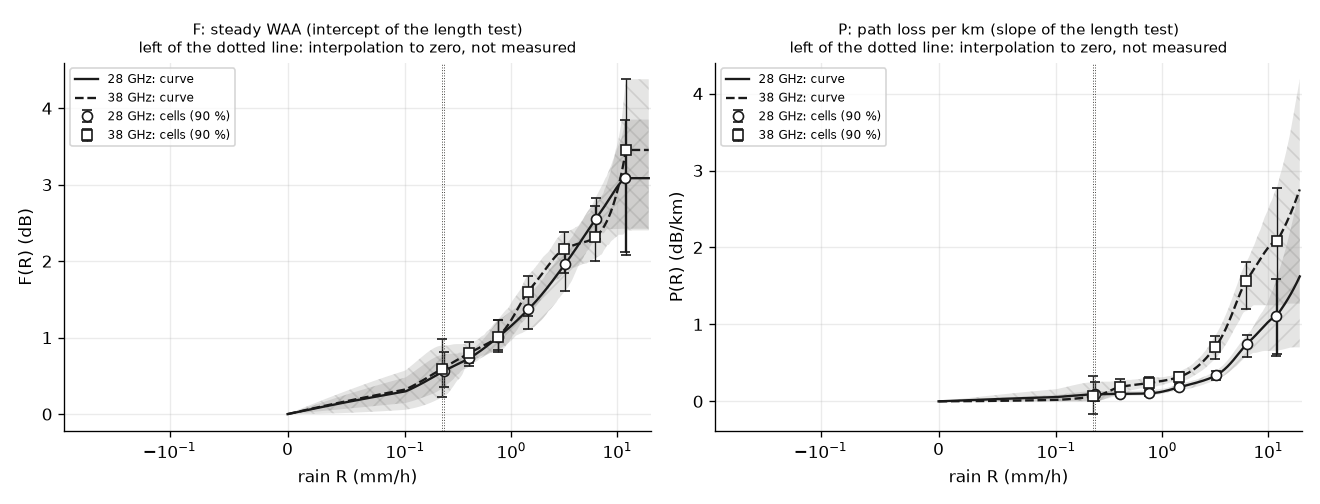 F: steady WAA (intercept of the length test)
left of the dotted line: interpolation to zero, not measured
28 GHz: curve
38 GHz: curve
28 GHz: cells (90 %)
38 GHz: cells (90 %)
F(R) (dB)
4
3
2
1
0
−10⁻¹
0
10⁻¹
10⁰
10¹
rain R (mm/h)
P: path loss per km (slope of the length test)
left of the dotted line: interpolation to zero, not measured
28 GHz: curve
38 GHz: curve
28 GHz: cells (90 %)
38 GHz: cells (90 %)
P(R) (dB/km)
4
3
2
1
0
−10⁻¹
0
10⁻¹
10⁰
10¹
rain R (mm/h)